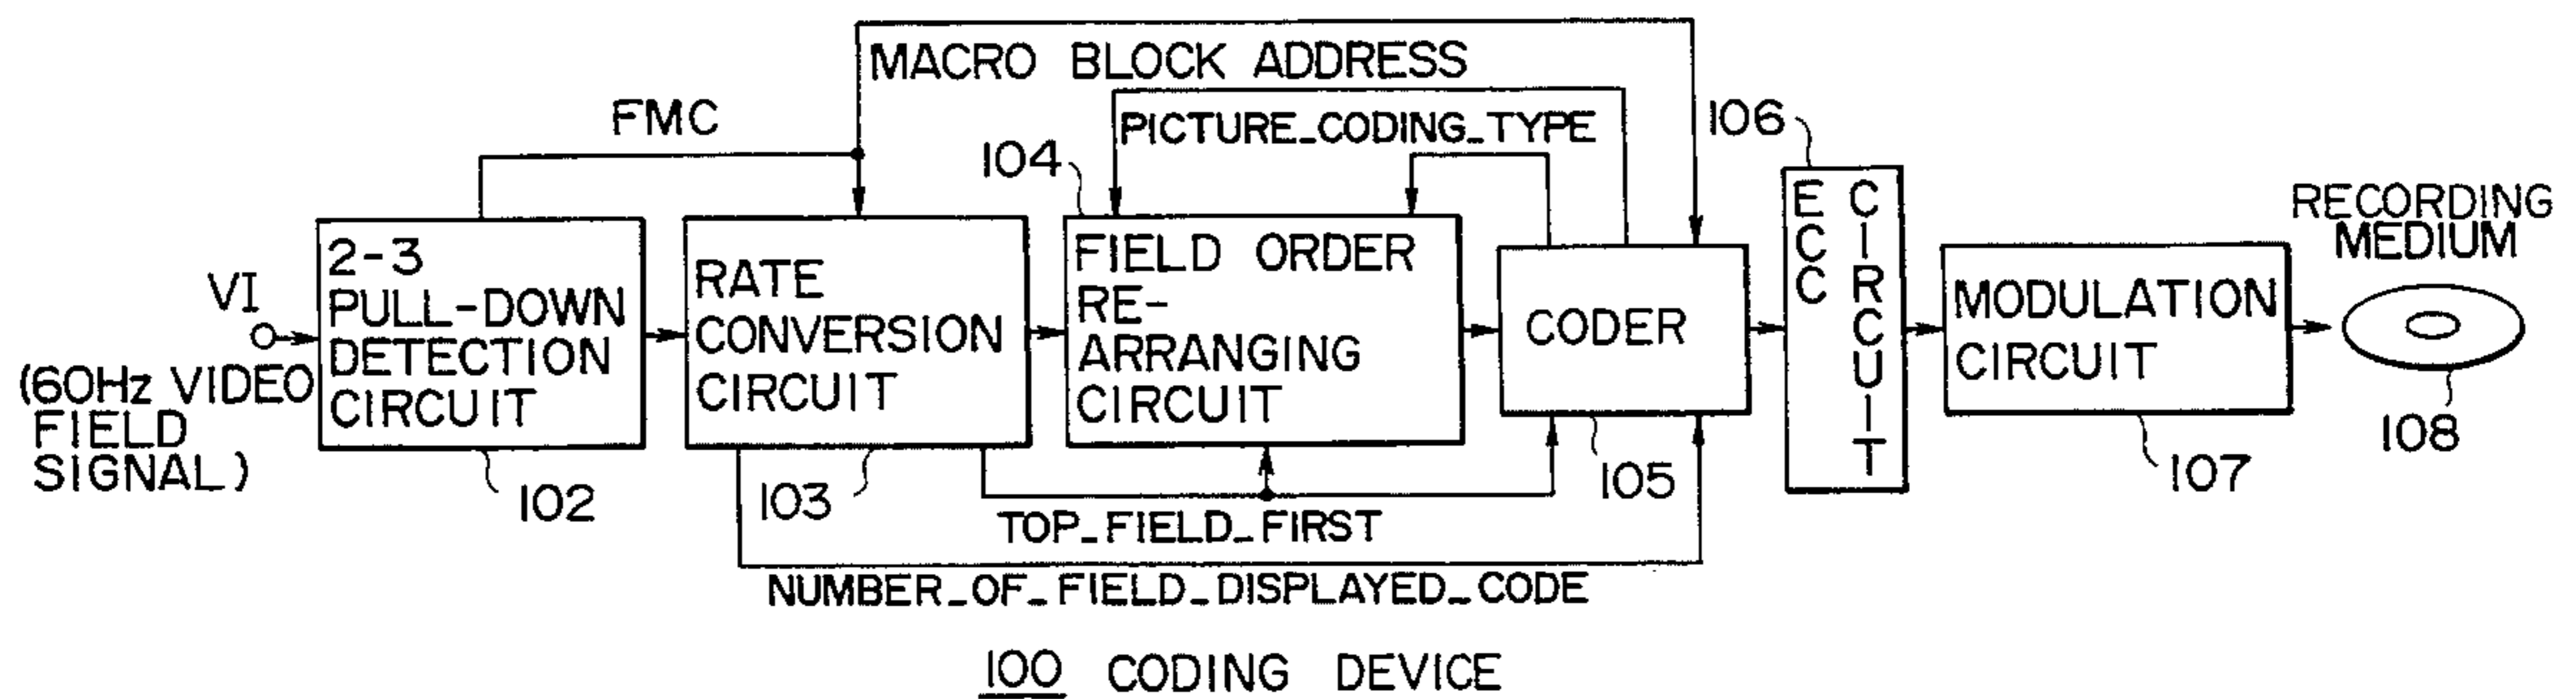 MACRO BLOCK ADDRESS
FMC
PICTURE_CODING_TYPE
106
104
VI
(60Hz VIDEO
FIELD
SIGNAL)
2-3
PULL-DOWN
DETECTION
CIRCUIT
102
RATE
CONVERSION
CIRCUIT
103
FIELD ORDER
RE-
ARRANGING
CIRCUIT
CODER
105
ECC
CIRCUIT
MODULATION
CIRCUIT
107
RECORDING
MEDIUM
108
TOP_FIELD_FIRST
NUMBER_OF_FIELD_DISPLAYED_CODE
100 CODING DEVICE